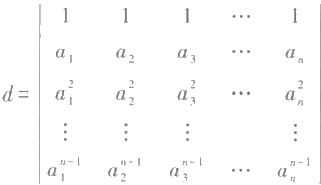 d = | 1 1 1 ⋯ 1 |
| a₁ a₂ a₃ ⋯ aₙ |
| a₁² a₂² a₃² ⋯ aₙ² |
| ⋮ ⋮ ⋮ ⋮ |
| a₁ⁿ⁻¹ a₂ⁿ⁻¹ a₃ⁿ⁻¹ ⋯ aₙⁿ⁻¹ |